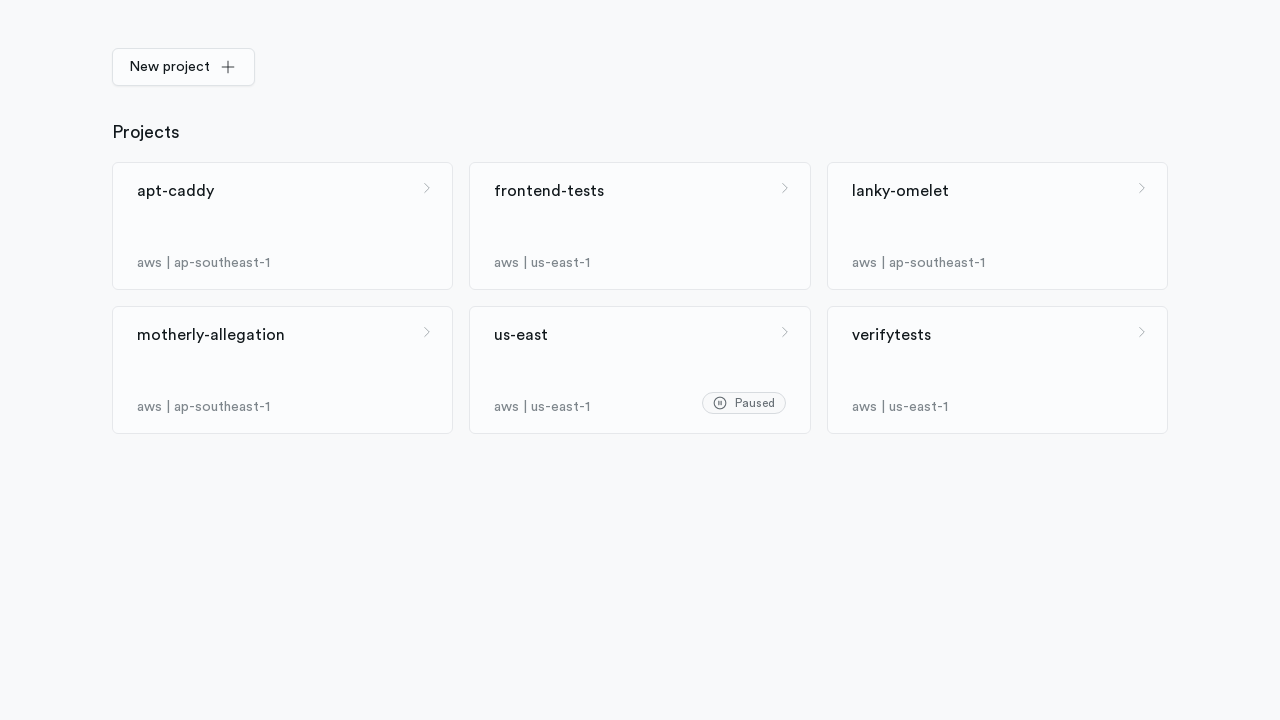 New project
Projects
apt-caddy
aws | ap-southeast-1
frontend-tests
aws | us-east-1
lanky-omelet
aws | ap-southeast-1
motherly-allegation
aws | ap-southeast-1
us-east
aws | us-east-1
Paused
verifytests
aws | us-east-1